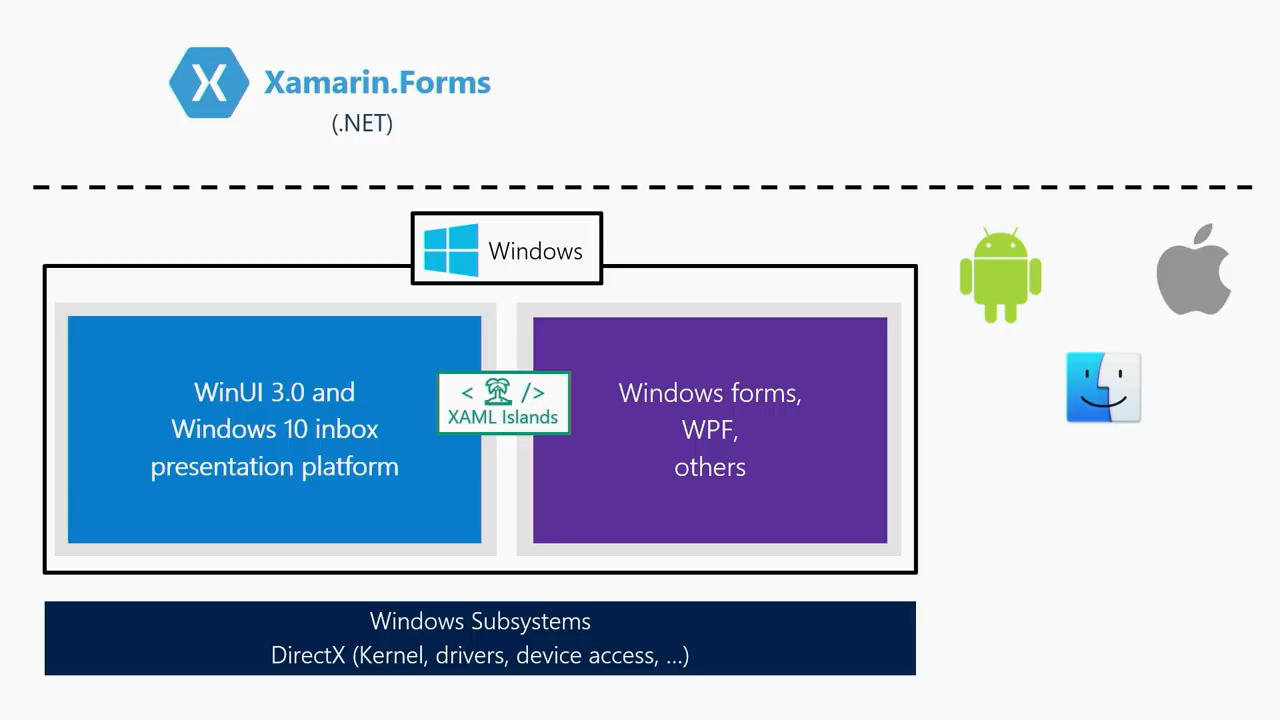 X Xamarin.Forms
(.NET)
Windows
WinUI 3.0 and
Windows 10 inbox
presentation platform
< />
XAML Islands
Windows forms,
WPF,
others
Windows Subsystems
DirectX (Kernel, drivers, device access, ...)